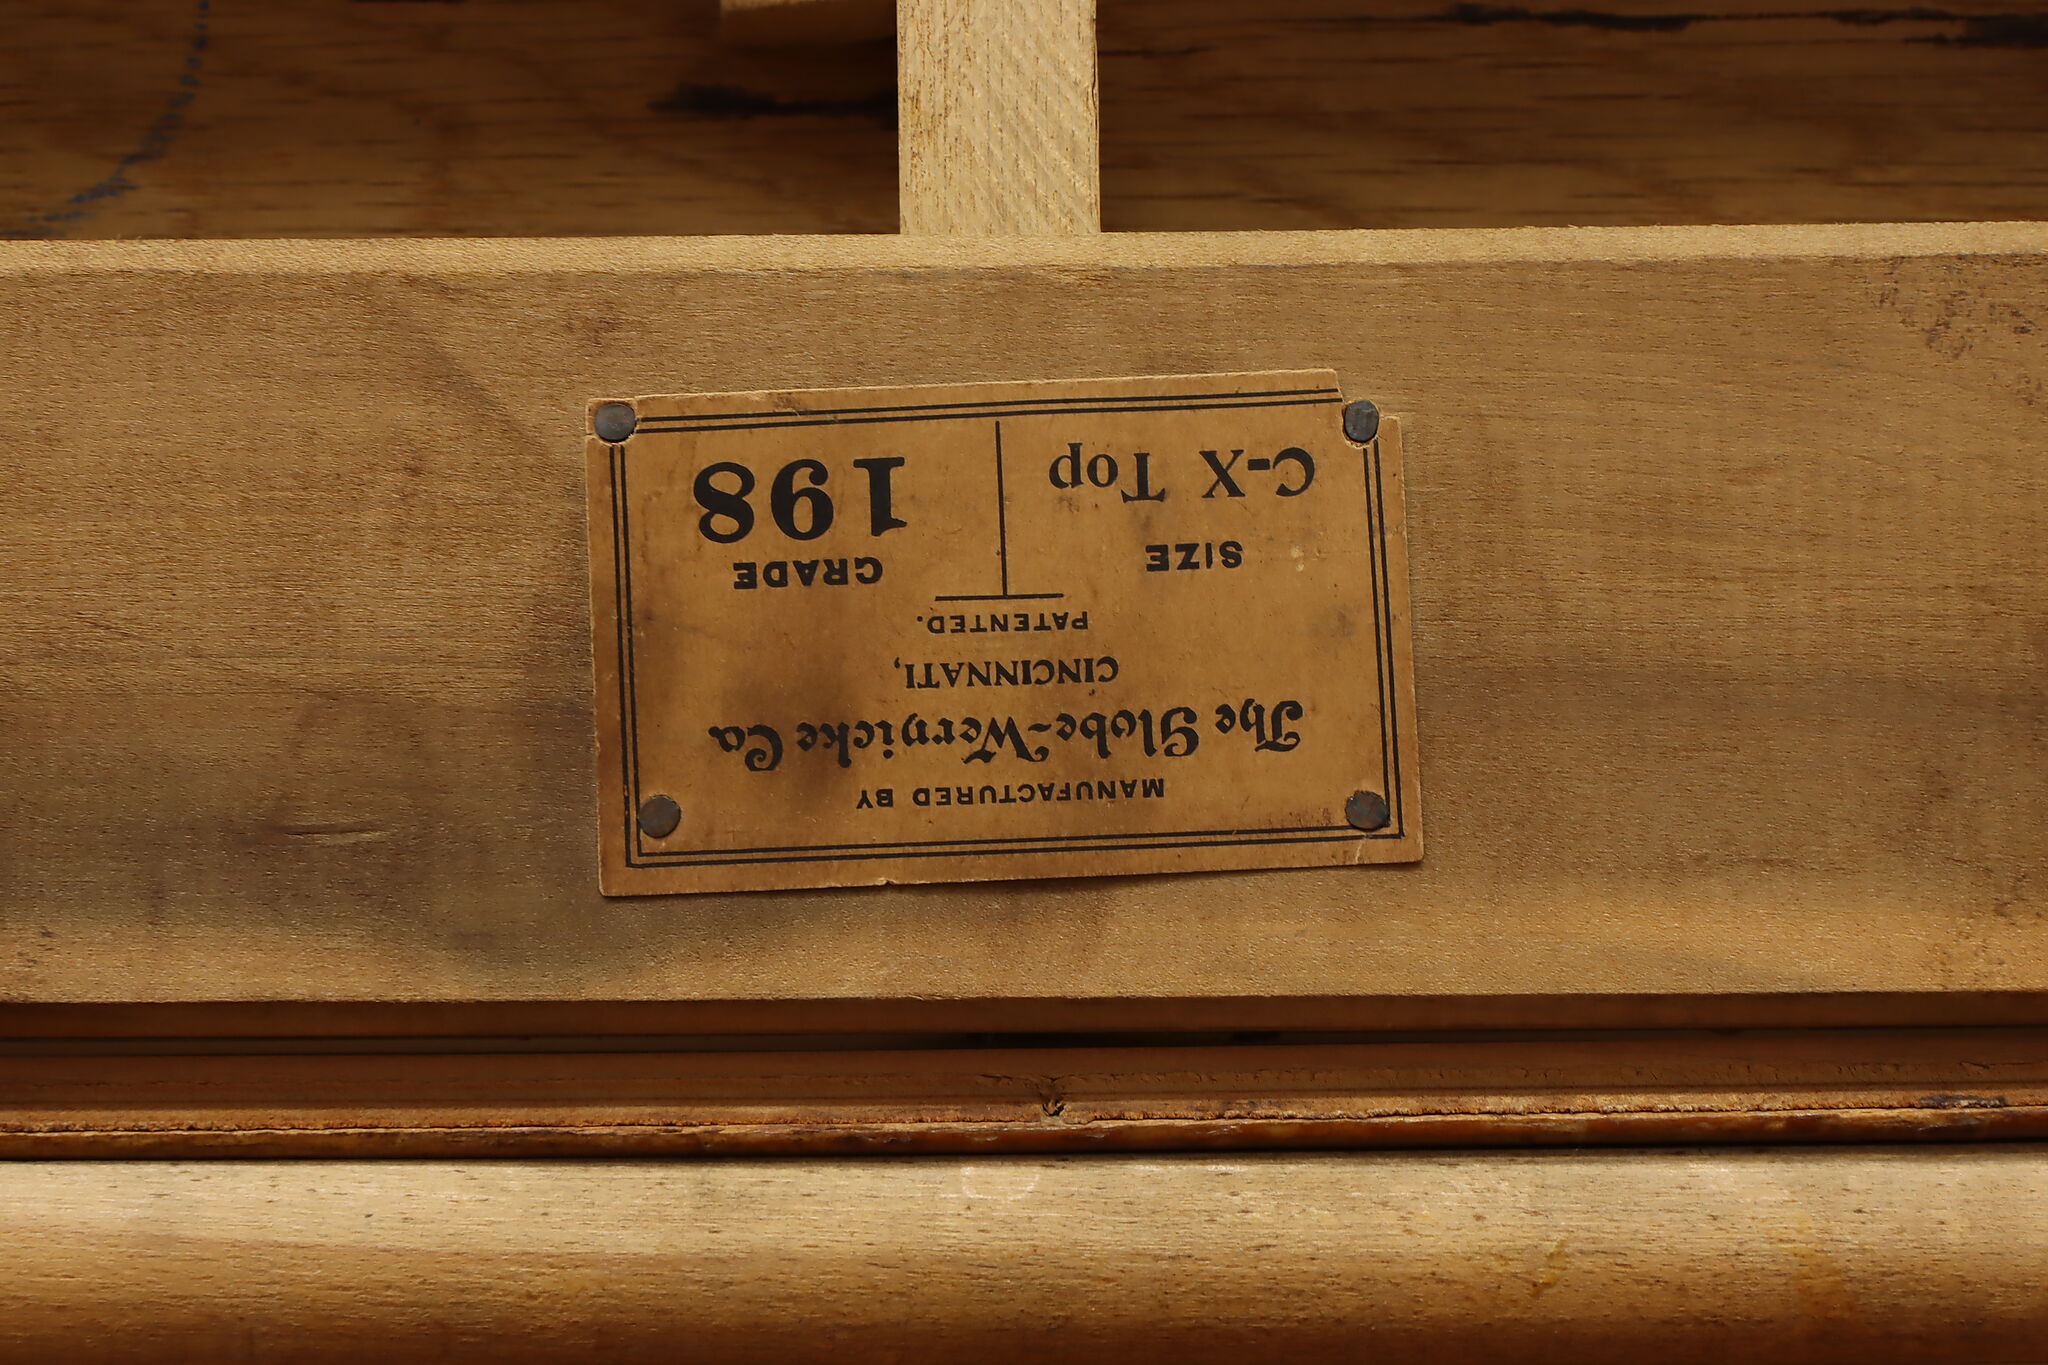 MANUFACTURED BY
The Globe-Wernicke Co.
CINCINNATI,
PATENTED.
SIZE
C-X Top
GRADE
198